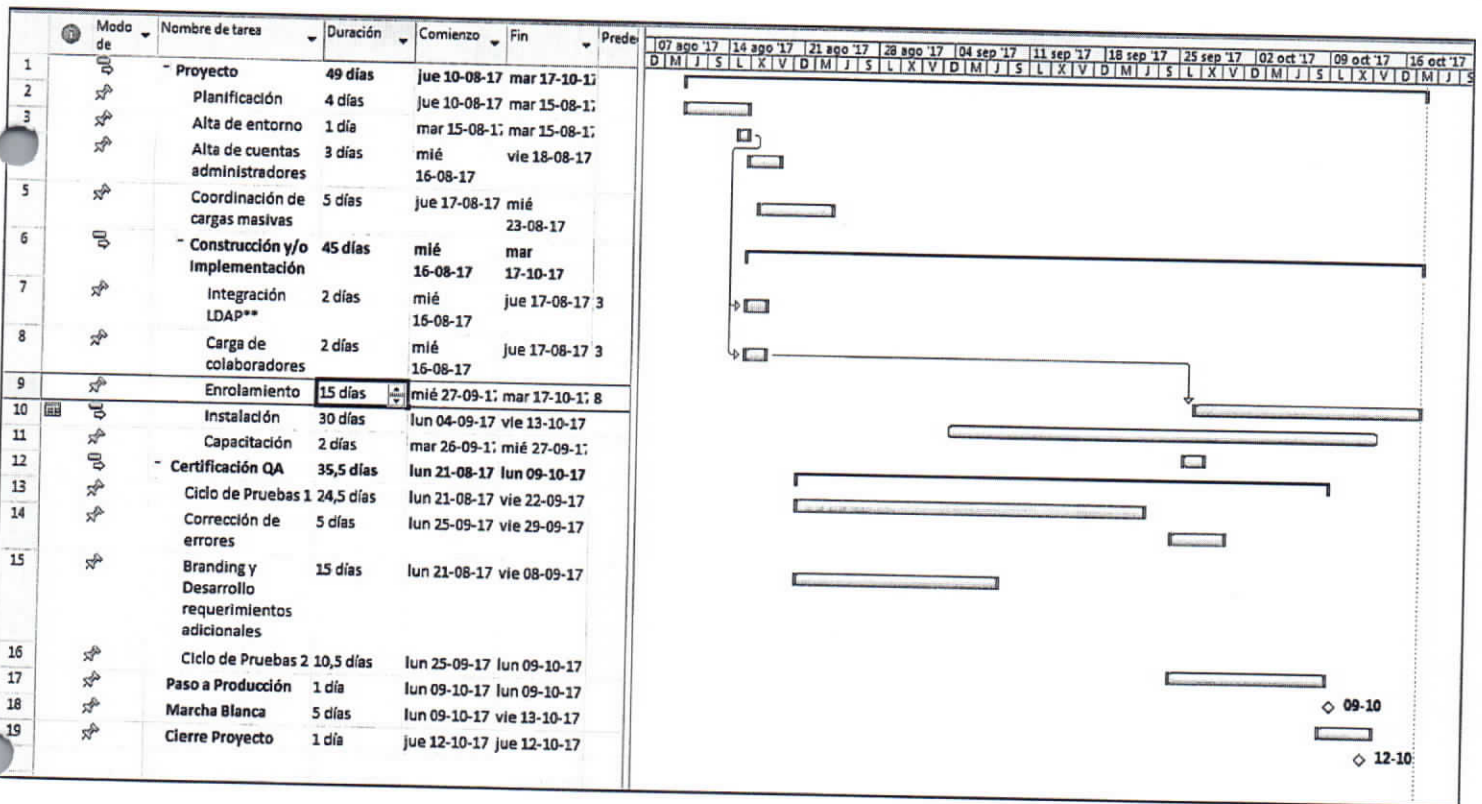 Modo de Nombre de tarea Duración Comienzo Fin Prede
07 ago '17 14 ago '17 21 ago '17 28 ago '17 04 sep '17 11 sep '17 18 sep '17 25 sep '17 02 oct '17 09 oct '17 16 oct '17
D M J S L X V D M J S L X V D M J S L X V D M J S L X V D M J S L X V D M J S
1 - Proyecto 49 días jue 10-08-17 mar 17-10-17
2 Planificación 4 días jue 10-08-17 mar 15-08-17
3 Alta de entorno 1 día mar 15-08-17 mar 15-08-17
Alta de cuentas administradores 3 días mié 16-08-17 vie 18-08-17
5 Coordinación de cargas masivas 5 días jue 17-08-17 mié 23-08-17
6 - Construcción y/o Implementación 45 días mié 16-08-17 mar 17-10-17
7 Integración LDAP** 2 días mié 16-08-17 jue 17-08-17 3
8 Carga de colaboradores 2 días mié 16-08-17 jue 17-08-17 3
9 Enrolamiento 15 días mié 27-09-17 mar 17-10-17 8
10 Instalación 30 días lun 04-09-17 vie 13-10-17
11 Capacitación 2 días mar 26-09-17 mié 27-09-17
12 - Certificación QA 35,5 días lun 21-08-17 lun 09-10-17
13 Ciclo de Pruebas 1 24,5 días lun 21-08-17 vie 22-09-17
14 Corrección de errores 5 días lun 25-09-17 vie 29-09-17
15 Branding y Desarrollo requerimientos adicionales 15 días lun 21-08-17 vie 08-09-17
16 Ciclo de Pruebas 2 10,5 días lun 25-09-17 lun 09-10-17
17 Paso a Producción 1 día lun 09-10-17 lun 09-10-17
18 Marcha Blanca 5 días lun 09-10-17 vie 13-10-17
19 Cierre Proyecto 1 día jue 12-10-17 jue 12-10-17
09-10
12-10